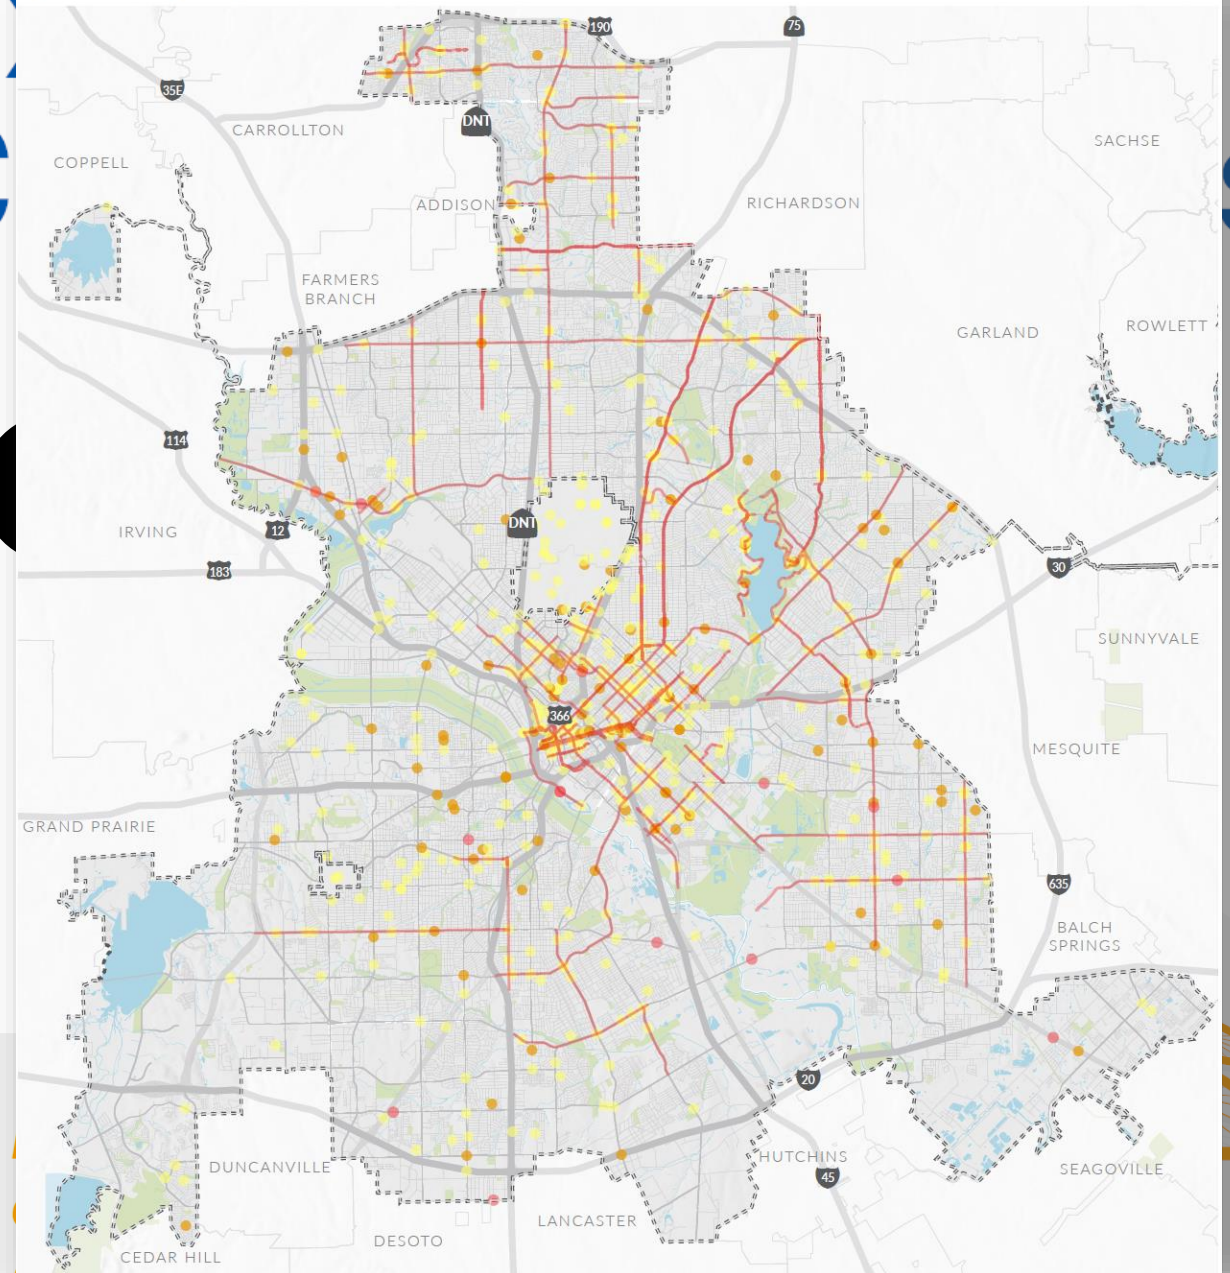 190
75
35E
CARROLLTON
DNT
SACHSE
COPPELL
ADDISON
RICHARDSON
FARMERS
BRANCH
GARLAND
ROWLETT
114
IRVING
12
DNT
183
30
SUNNYVALE
366
MESQUITE
GRAND PRAIRIE
635
BALCH
SPRINGS
20
HUTCHINS
DUNCANVILLE
45
SEAGOVILLE
LANCASTER
DESOTO
CEDAR HILL